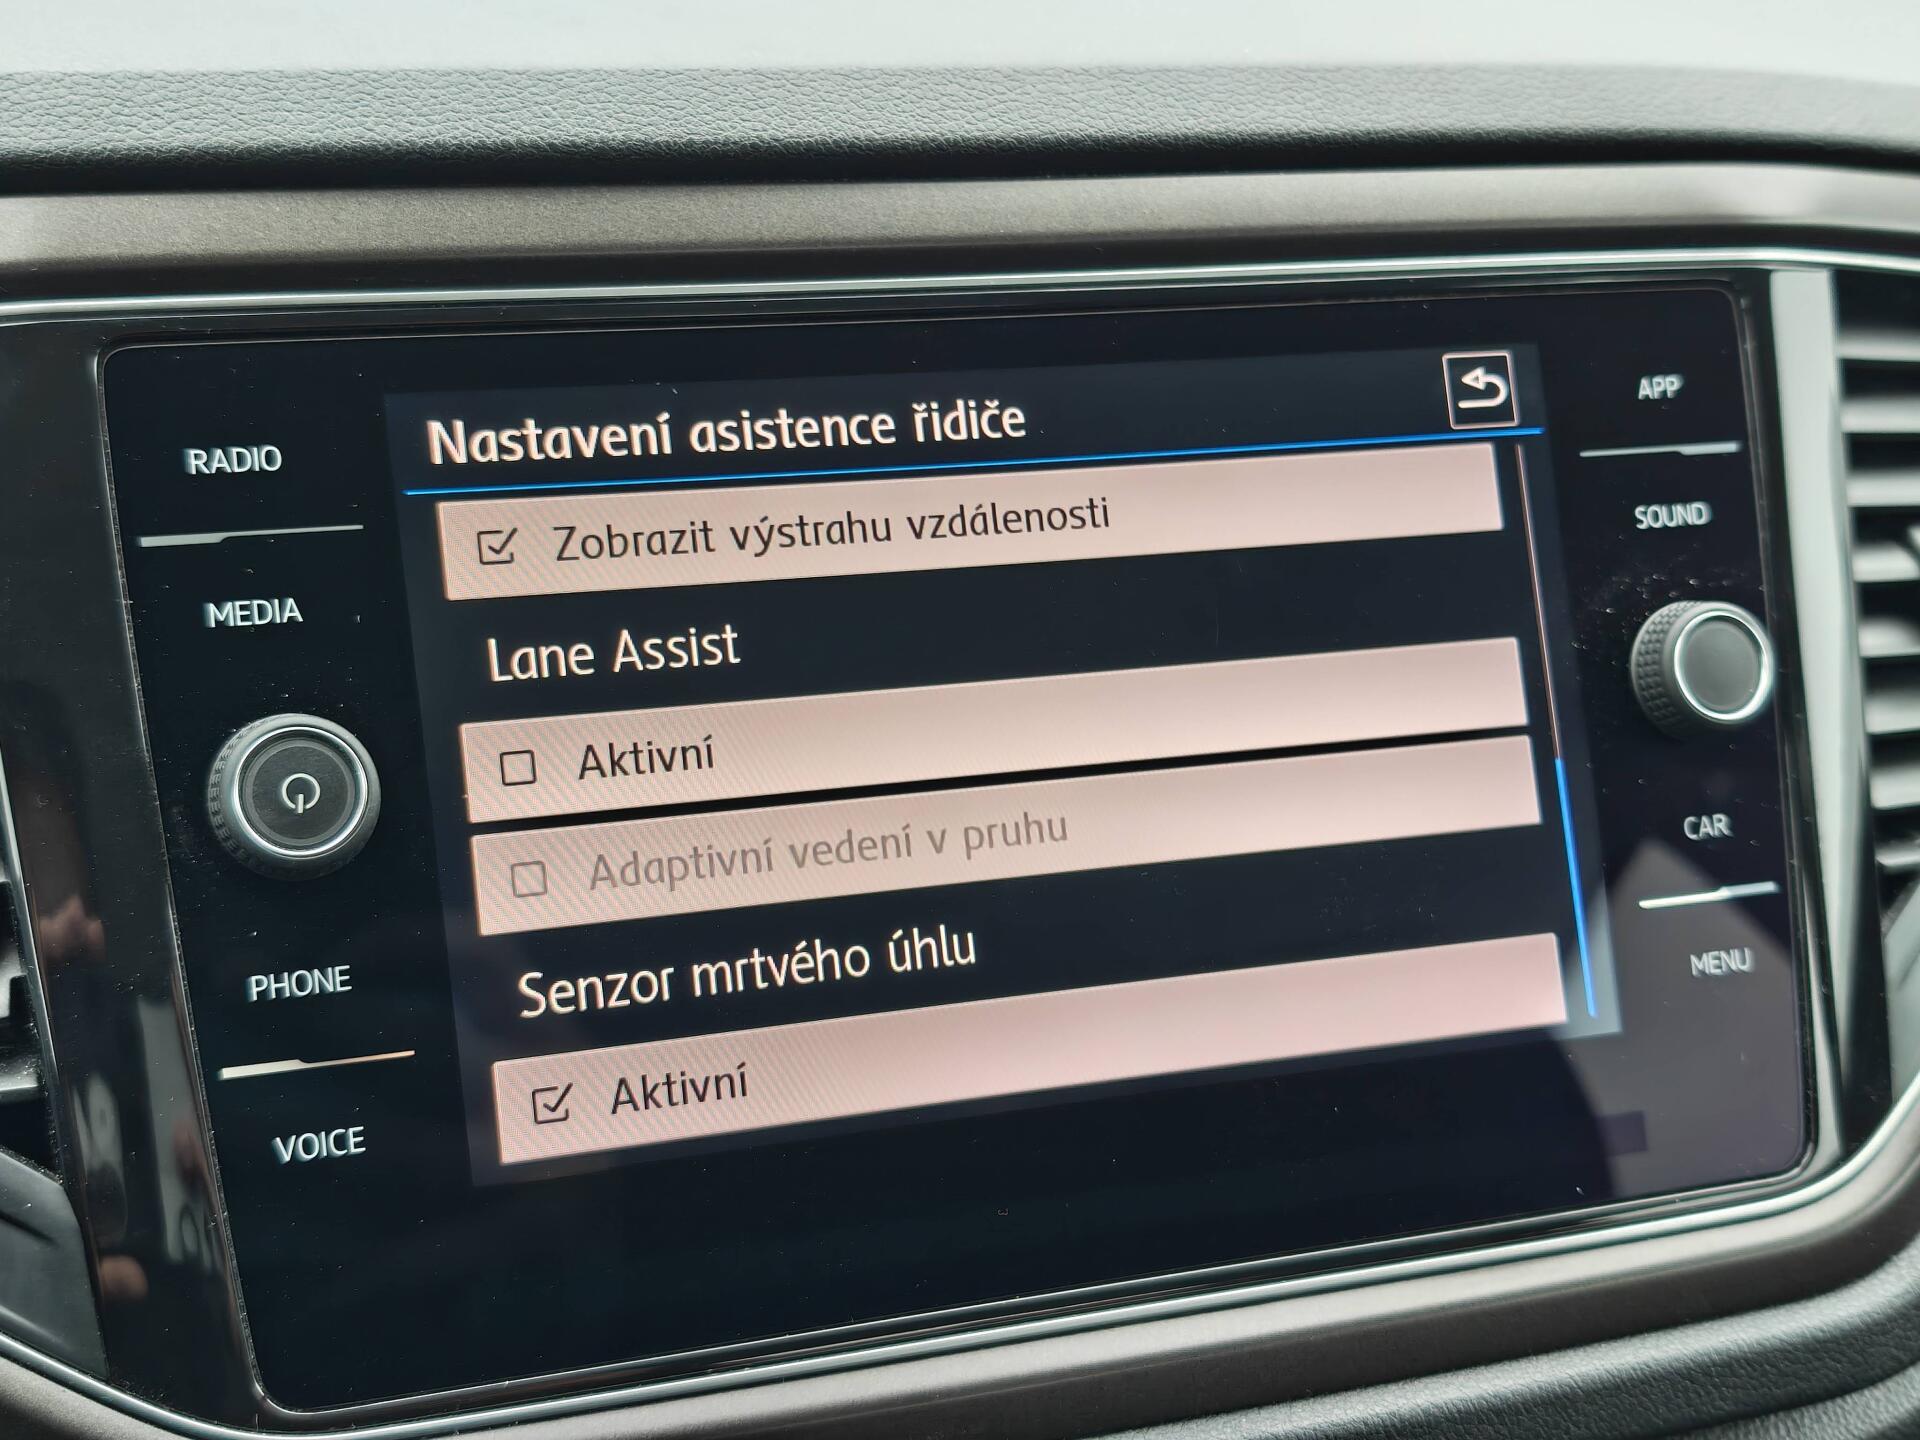 RADIO
MEDIA
PHONE
VOICE
Nastavení asistence řidiče
Zobrazit výstrahu vzdálenosti
Lane Assist
Aktivní
Adaptivní vedení v pruhu
Senzor mrtvého úhlu
Aktivní
APP
SOUND
CAR
MENU